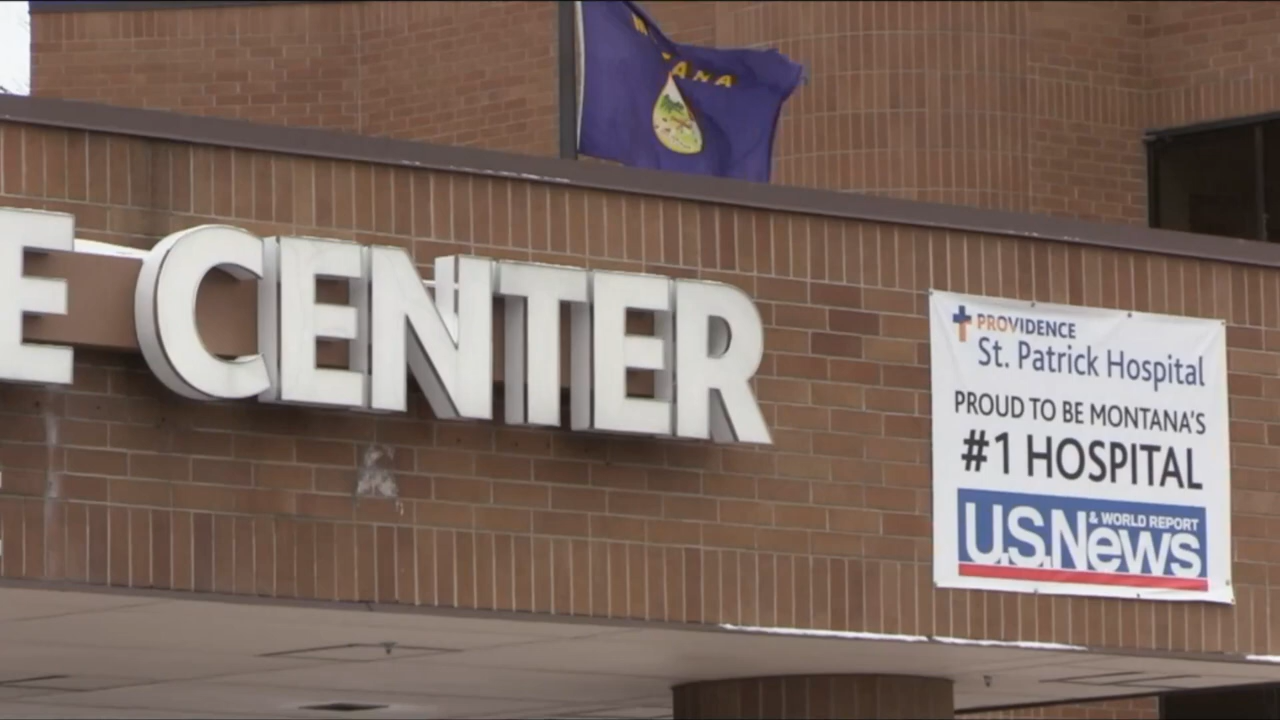 E CENTER
PROVIDENCE
St. Patrick Hospital
PROUD TO BE MONTANA'S
#1 HOSPITAL
U.S.News
& WORLD REPORT